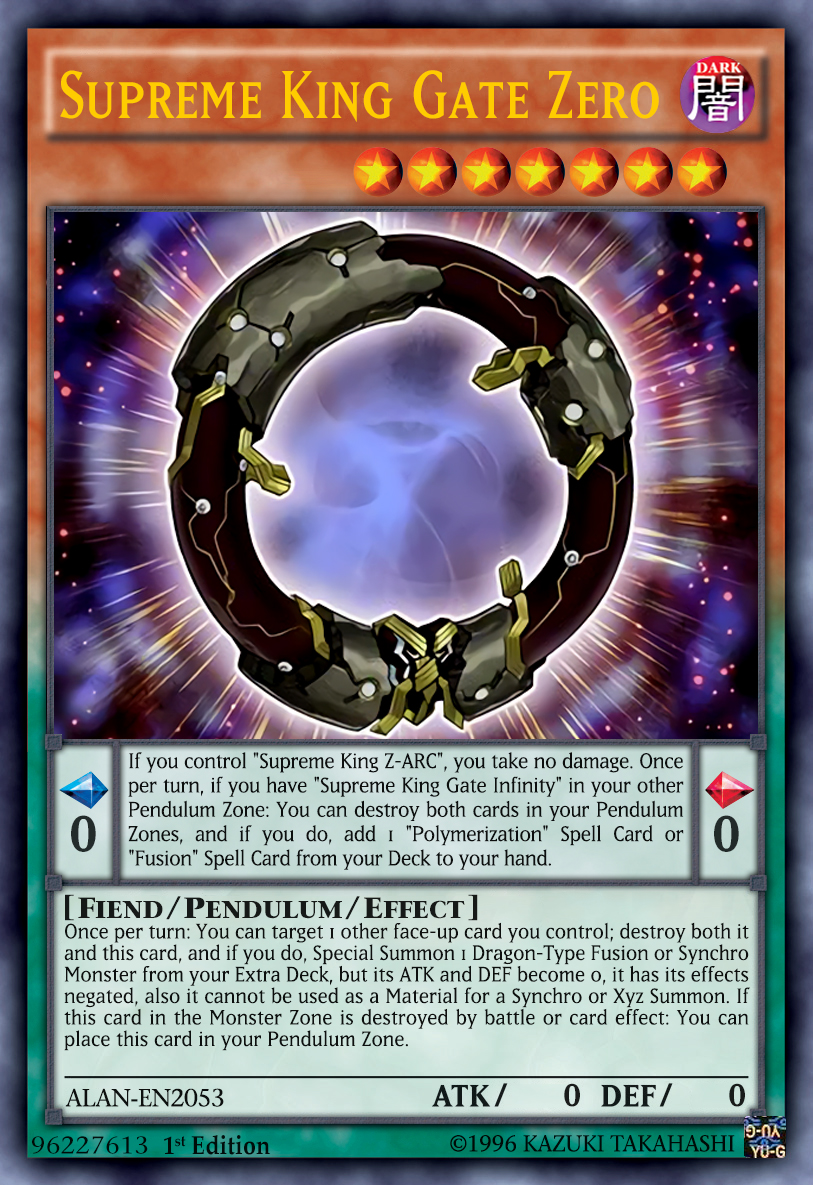 Supreme King Gate Zero
DARK
闇
If you control "Supreme King Z-ARC", you take no damage. Once
per turn, if you have "Supreme King Gate Infinity" in your other
Pendulum Zone: You can destroy both cards in your Pendulum
Zones, and if you do, add 1 "Polymerization" Spell Card or
"Fusion" Spell Card from your Deck to your hand.
0
0
[Fiend/Pendulum/Effect]
Once per turn: You can target 1 other face-up card you control; destroy both it
and this card, and if you do, Special Summon 1 Dragon-Type Fusion or Synchro
Monster from your Extra Deck, but its ATK and DEF become 0, it has its effects
negated, also it cannot be used as a Material for a Synchro or Xyz Summon. If
this card in the Monster Zone is destroyed by battle or card effect: You can
place this card in your Pendulum Zone.
ALAN-EN2053 ATK/ 0 DEF/ 0
96227613 1st Edition ©1996 KAZUKI TAKAHASHI
YU-G
YU-G